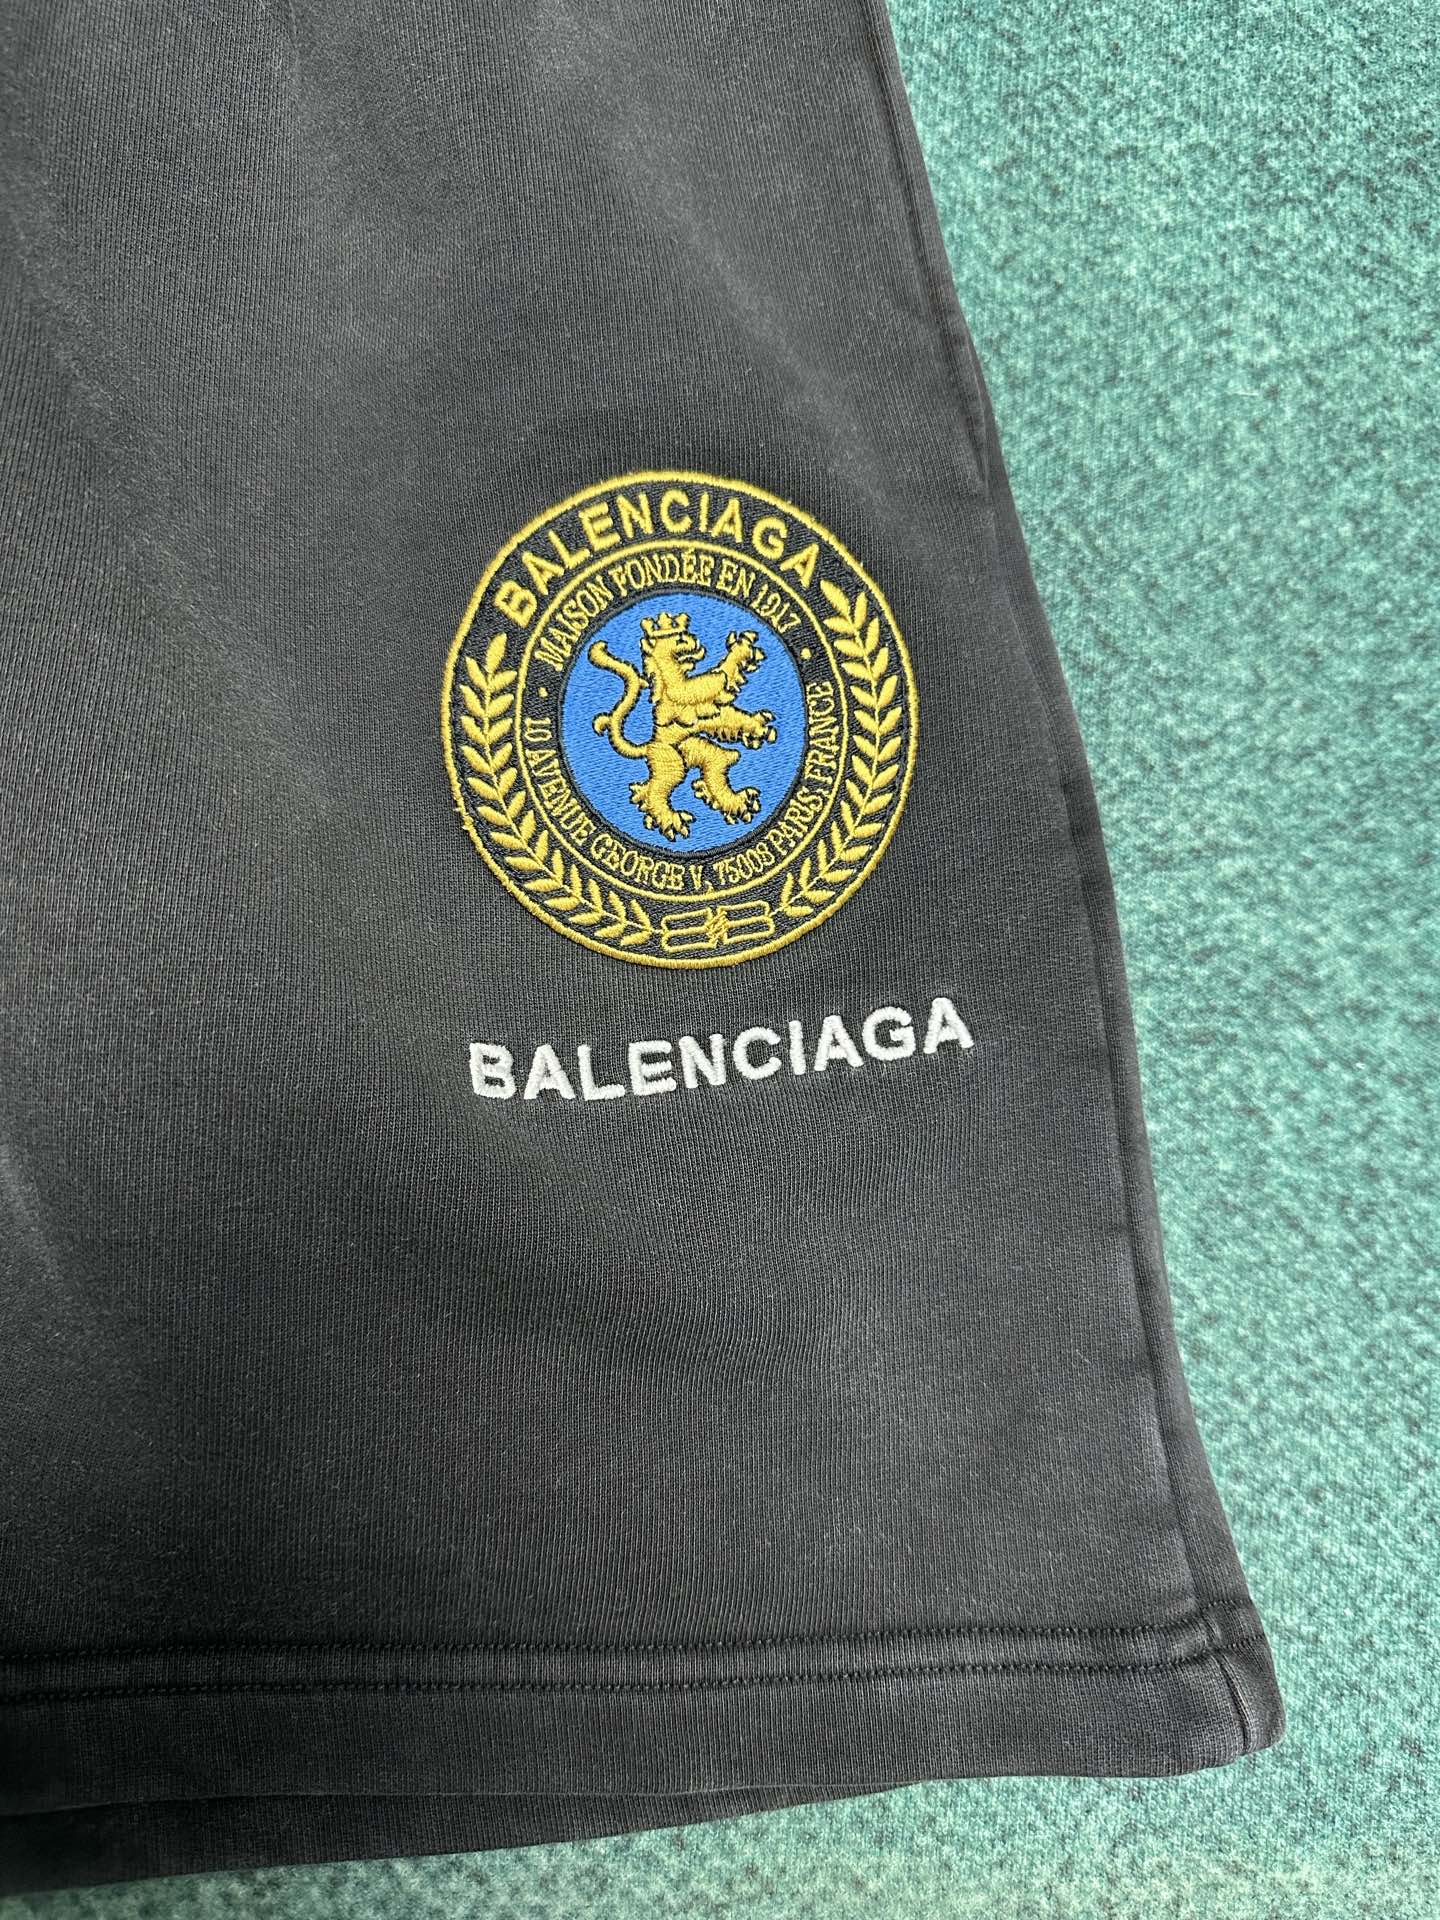 BALENCIAGA
MAISON FONDÉE EN 1917
• 10 AVENUE GEORGE V, 75008 PARIS, FRANCE •
BB
BALENCIAGA